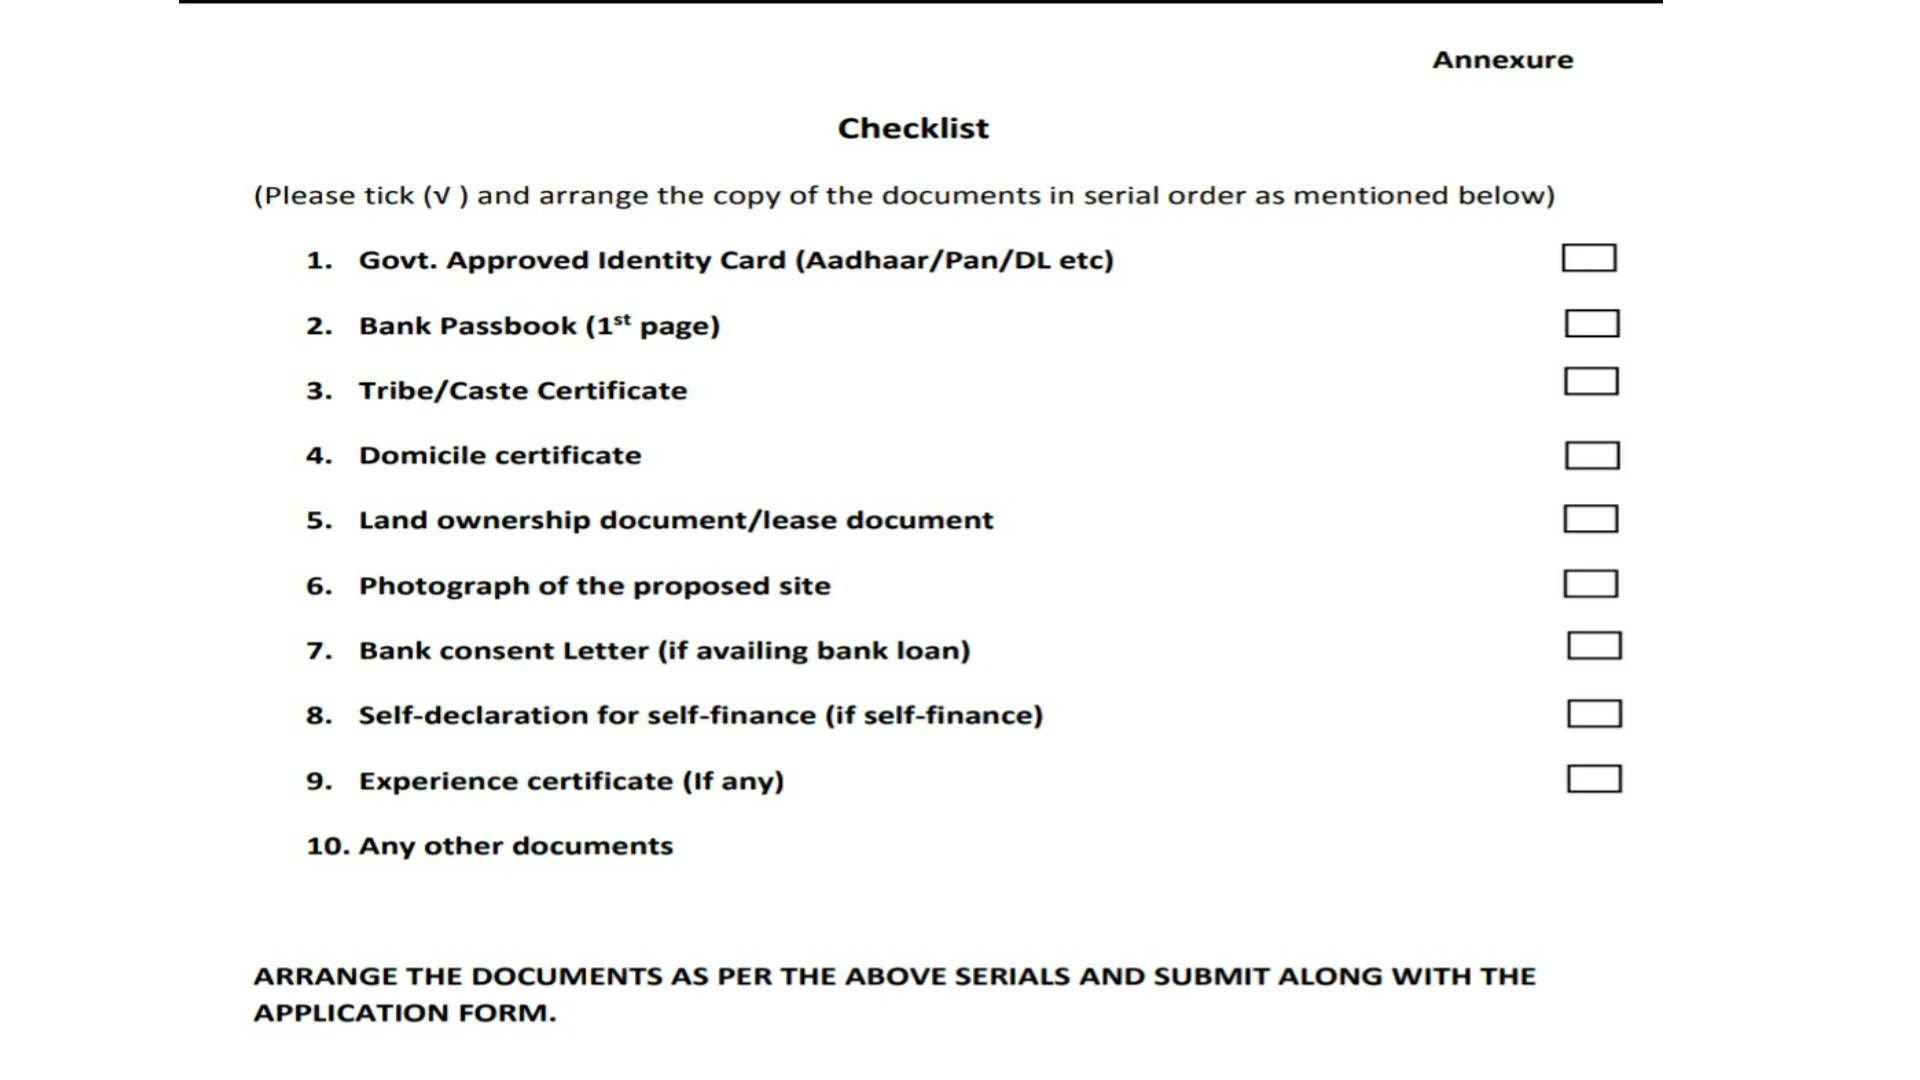 Annexure
Checklist
(Please tick (√ ) and arrange the copy of the documents in serial order as mentioned below)
1. Govt. Approved Identity Card (Aadhaar/Pan/DL etc)
2. Bank Passbook (1st page)
3. Tribe/Caste Certificate
4. Domicile certificate
5. Land ownership document/lease document
6. Photograph of the proposed site
7. Bank consent Letter (if availing bank loan)
8. Self-declaration for self-finance (if self-finance)
9. Experience certificate (If any)
10. Any other documents
ARRANGE THE DOCUMENTS AS PER THE ABOVE SERIALS AND SUBMIT ALONG WITH THE
APPLICATION FORM.